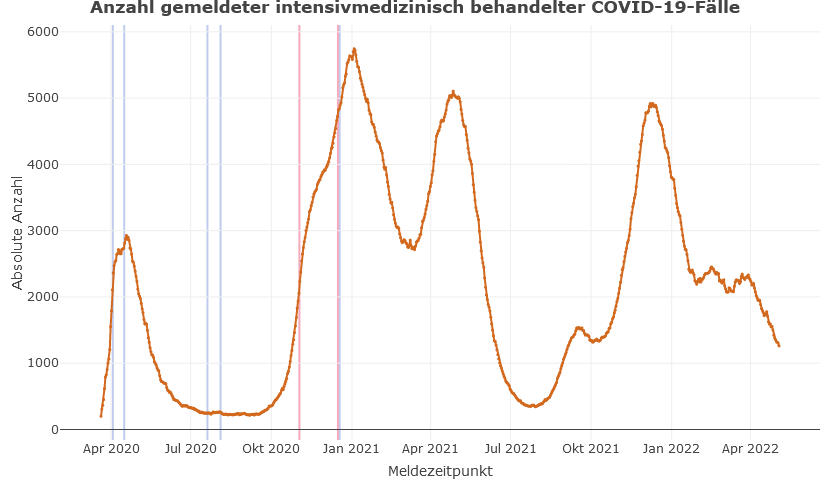 Anzahl gemeldeter intensivmedizinisch behandelter COVID-19-Fälle
6000
5000
4000
3000
2000
1000
0
Absolute Anzahl
Apr 2020 Jul 2020 Okt 2020 Jan 2021 Apr 2021 Jul 2021 Okt 2021 Jan 2022 Apr 2022
Meldezeitpunkt